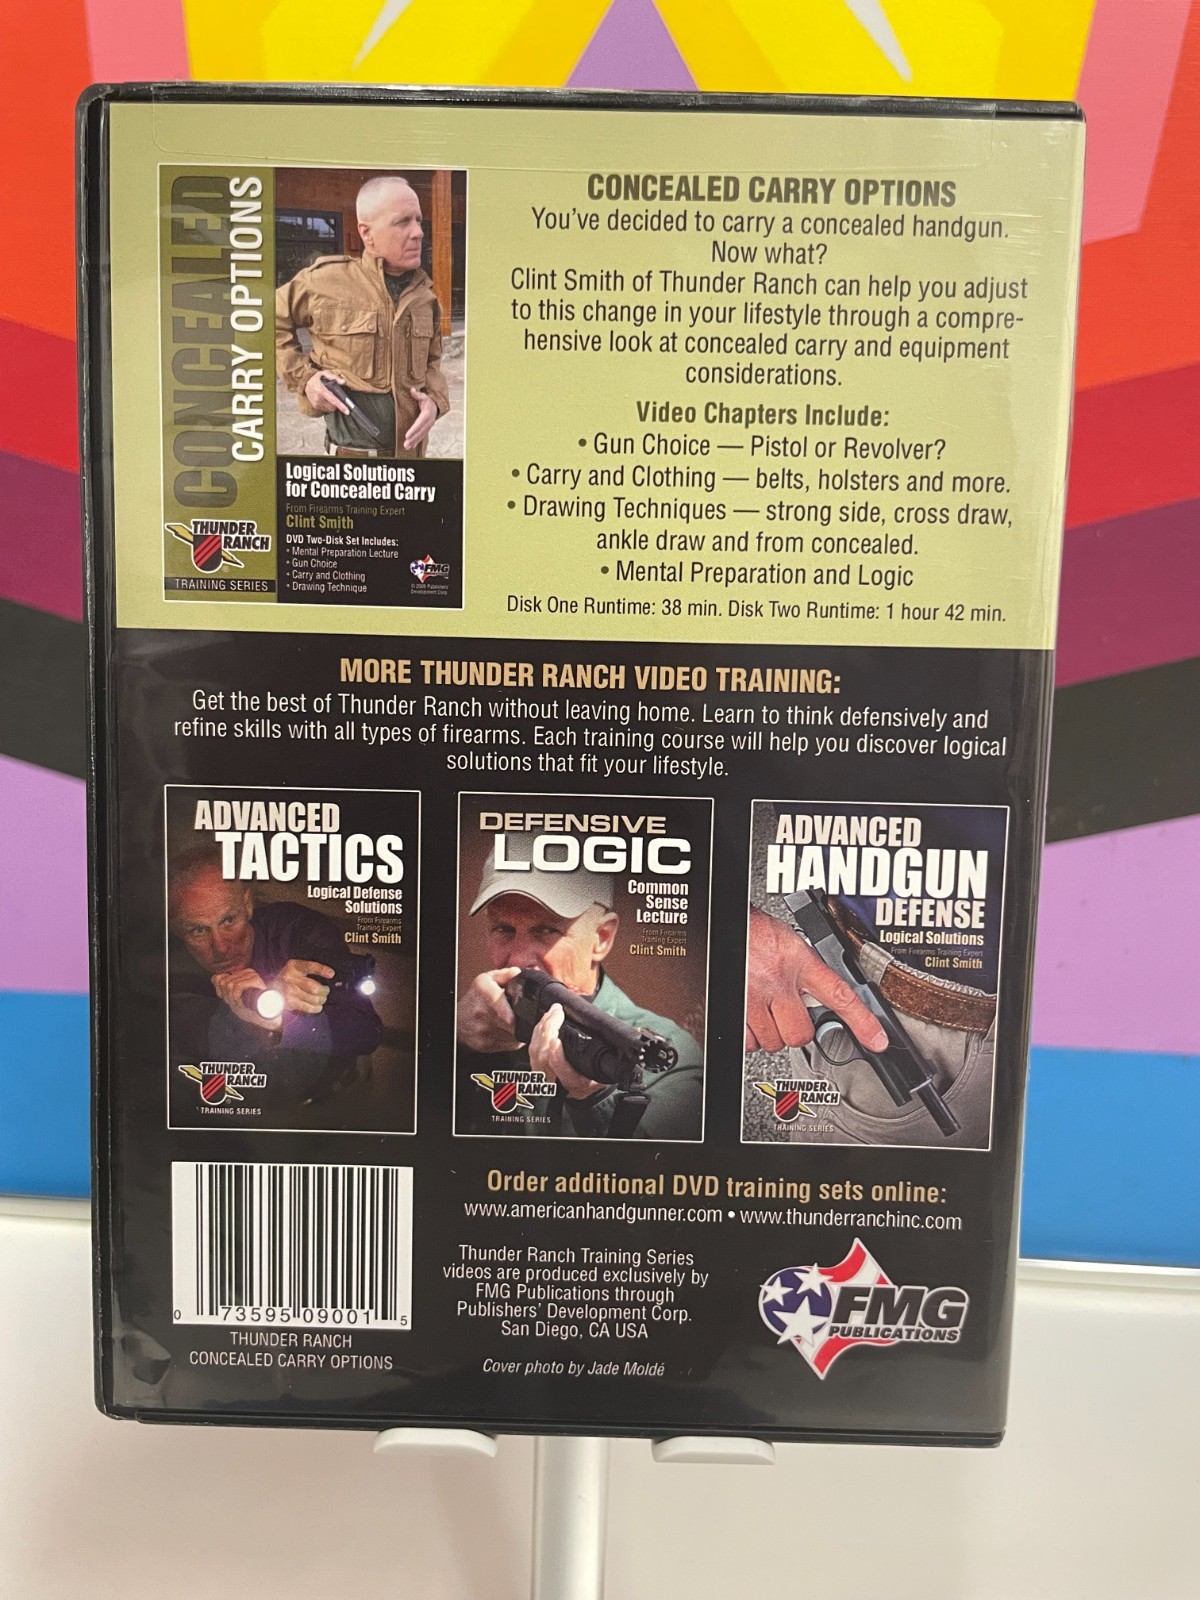 CONCEALED
CARRY OPTIONS
Logical Solutions
for Concealed Carry
From Firearms Training Expert
Clint Smith
DVD Two-Disk Set Includes:
• Mental Preparation Lecture
• Gun Choice
• Carry and Clothing
• Drawing Technique
THUNDER
RANCH
TRAINING SERIES
FMG
CONCEALED CARRY OPTIONS
You've decided to carry a concealed handgun.
Now what?
Clint Smith of Thunder Ranch can help you adjust
to this change in your lifestyle through a compre-
hensive look at concealed carry and equipment
considerations.
Video Chapters Include:
• Gun Choice — Pistol or Revolver?
• Carry and Clothing — belts, holsters and more.
• Drawing Techniques — strong side, cross draw,
ankle draw and from concealed.
• Mental Preparation and Logic
Disk One Runtime: 38 min. Disk Two Runtime: 1 hour 42 min.
MORE THUNDER RANCH VIDEO TRAINING:
Get the best of Thunder Ranch without leaving home. Learn to think defensively and
refine skills with all types of firearms. Each training course will help you discover logical
solutions that fit your lifestyle.
ADVANCED
TACTICS
Logical Defense
Solutions
From Firearms
Training Expert
Clint Smith
THUNDER
RANCH
TRAINING SERIES
DEFENSIVE
LOGIC
Common
Sense
Lecture
From Firearms
Training Expert
Clint Smith
THUNDER
RANCH
TRAINING SERIES
ADVANCED
HANDGUN
DEFENSE
Logical Solutions
From Firearms Training Expert
Clint Smith
THUNDER
RANCH
TRAINING SERIES
0 73595 09001 5
THUNDER RANCH
CONCEALED CARRY OPTIONS
Order additional DVD training sets online:
www.americanhandgunner.com • www.thunderranchinc.com
Thunder Ranch Training Series
videos are produced exclusively by
FMG Publications through
Publishers' Development Corp.
San Diego, CA USA
Cover photo by Jade Moldé
FMG
PUBLICATIONS